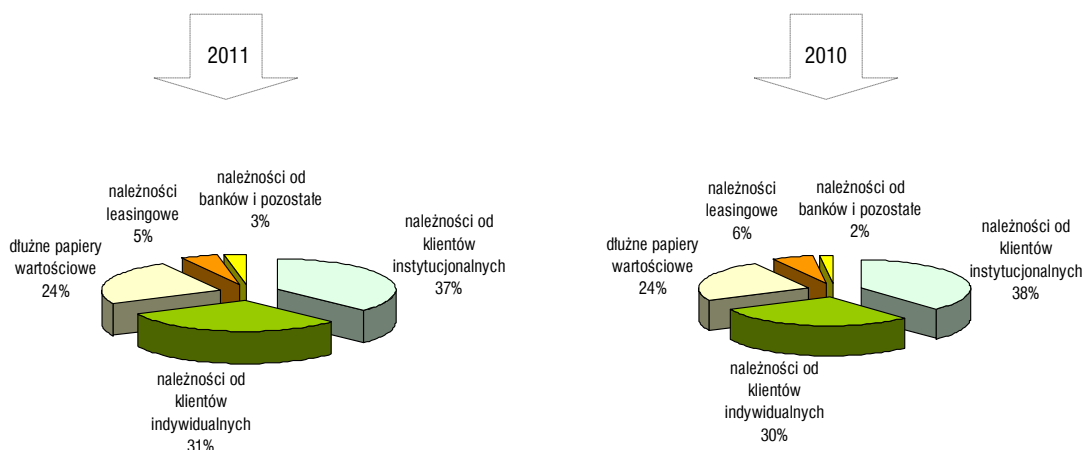 2011
należności
leasingowe
5%
należności od
banków i pozostałe
3%
należności od
klientów
instytucjonalnych
37%
dłużne papiery
wartościowe
24%
należności od
klientów
indywidualnych
31%
2010
należności
leasingowe
6%
należności od
banków i pozostałe
2%
należności od
klientów
instytucjonalnych
38%
dłużne papiery
wartościowe
24%
należności od
klientów
indywidualnych
30%